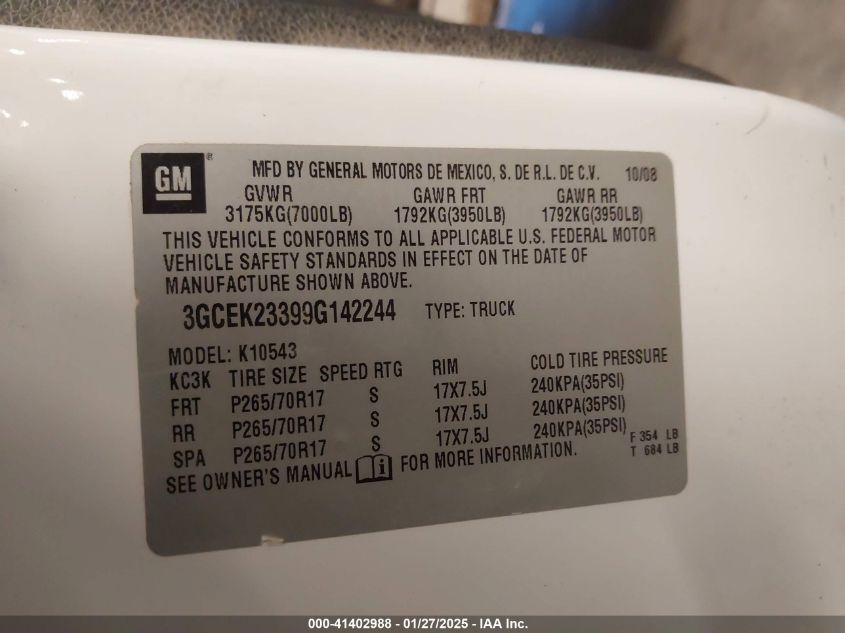 GM ® MFD BY GENERAL MOTORS DE MEXICO, S. DE R.L. DE C.V. 10/08
GVWR GAWR FRT GAWR RR
3175KG(7000LB) 1792KG(3950LB) 1792KG(3950LB)
THIS VEHICLE CONFORMS TO ALL APPLICABLE U.S. FEDERAL MOTOR
VEHICLE SAFETY STANDARDS IN EFFECT ON THE DATE OF
MANUFACTURE SHOWN ABOVE.
3GCEK23399G142244 TYPE: TRUCK
MODEL: K10543
KC3K TIRE SIZE SPEED RTG RIM COLD TIRE PRESSURE
FRT P265/70R17 S 17X7.5J 240KPA(35PSI)
RR P265/70R17 S 17X7.5J 240KPA(35PSI)
SPA P265/70R17 S 17X7.5J 240KPA(35PSI) F 354 LB
SEE OWNER'S MANUAL i FOR MORE INFORMATION. T 684 LB
000-41402988 - 01/27/2025 - IAA Inc.